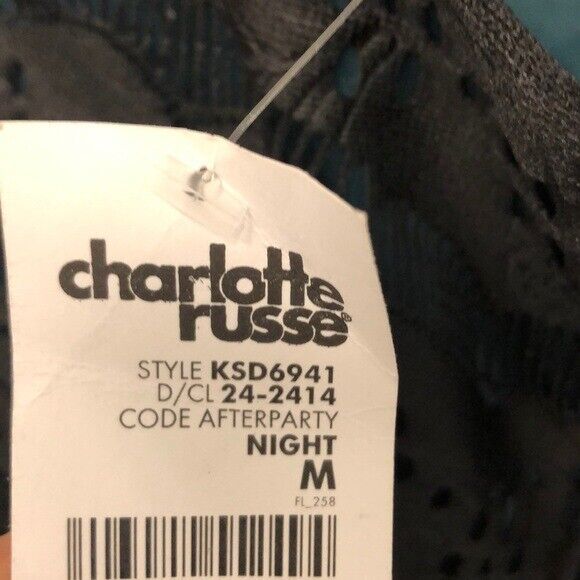 charlotte
russe®
STYLE KSD6941
D/CL 24-2414
CODE AFTERPARTY
NIGHT
M
FL_258